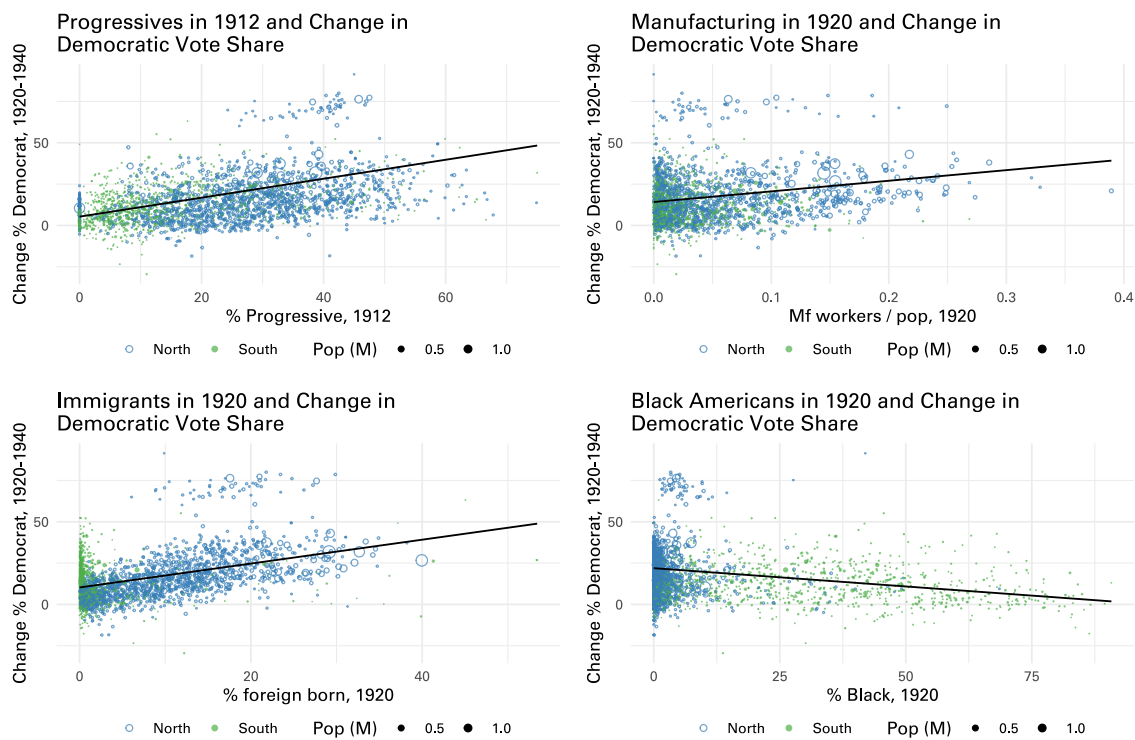 Progressives in 1912 and Change in
Democratic Vote Share
Change % Democrat, 1920-1940
50
0
0 20 40 60
% Progressive, 1912
North South Pop (M) 0.5 1.0
Manufacturing in 1920 and Change in
Democratic Vote Share
Change % Democrat, 1920-1940
50
0
0.0 0.1 0.2 0.3 0.4
Mf workers / pop, 1920
North South Pop (M) 0.5 1.0
Immigrants in 1920 and Change in
Democratic Vote Share
Change % Democrat, 1920-1940
50
0
0 20 40
% foreign born, 1920
North South Pop (M) 0.5 1.0
Black Americans in 1920 and Change in
Democratic Vote Share
Change % Democrat, 1920-1940
50
0
0 25 50 75
% Black, 1920
North South Pop (M) 0.5 1.0